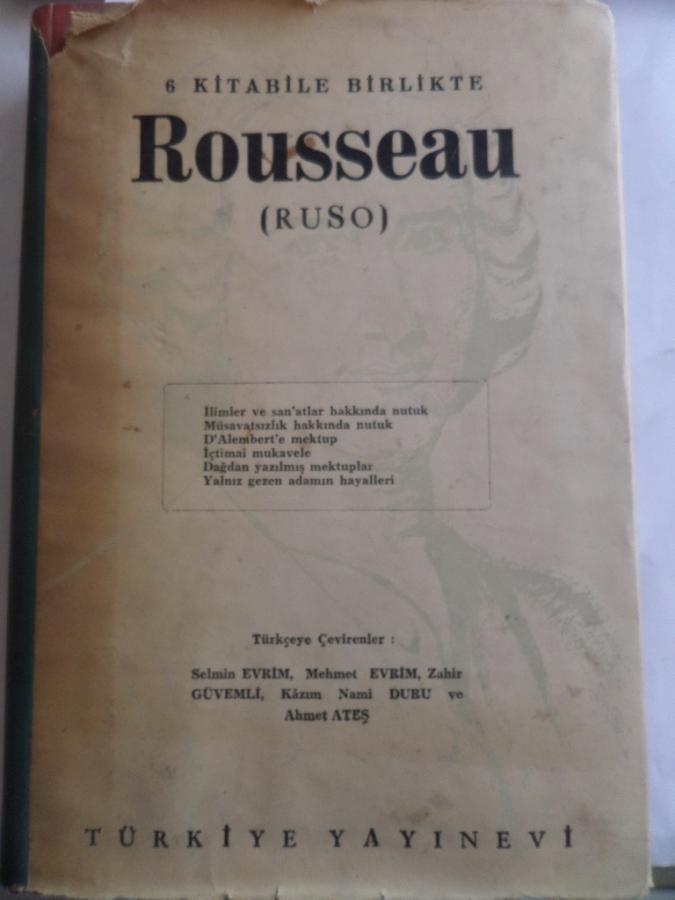 6 KİTABİLE BİRLİKTE
Rousseau
(RUSO)
İlimler ve san'atlar hakkında nutuk
Müsavatsızlık hakkında nutuk
D'Alembert'e mektup
İçtimai mukavele
Dağdan yazılmış mektuplar
Yalnız gezen adamın hayalleri
Türkçeye Çevirenler :
Selmin EVRİM, Mehmet EVRİM, Zahir
GÜVEMLİ, Kâzım Nami DURU ve
Ahmet ATEŞ
TÜRKİYE YAYINEVİ